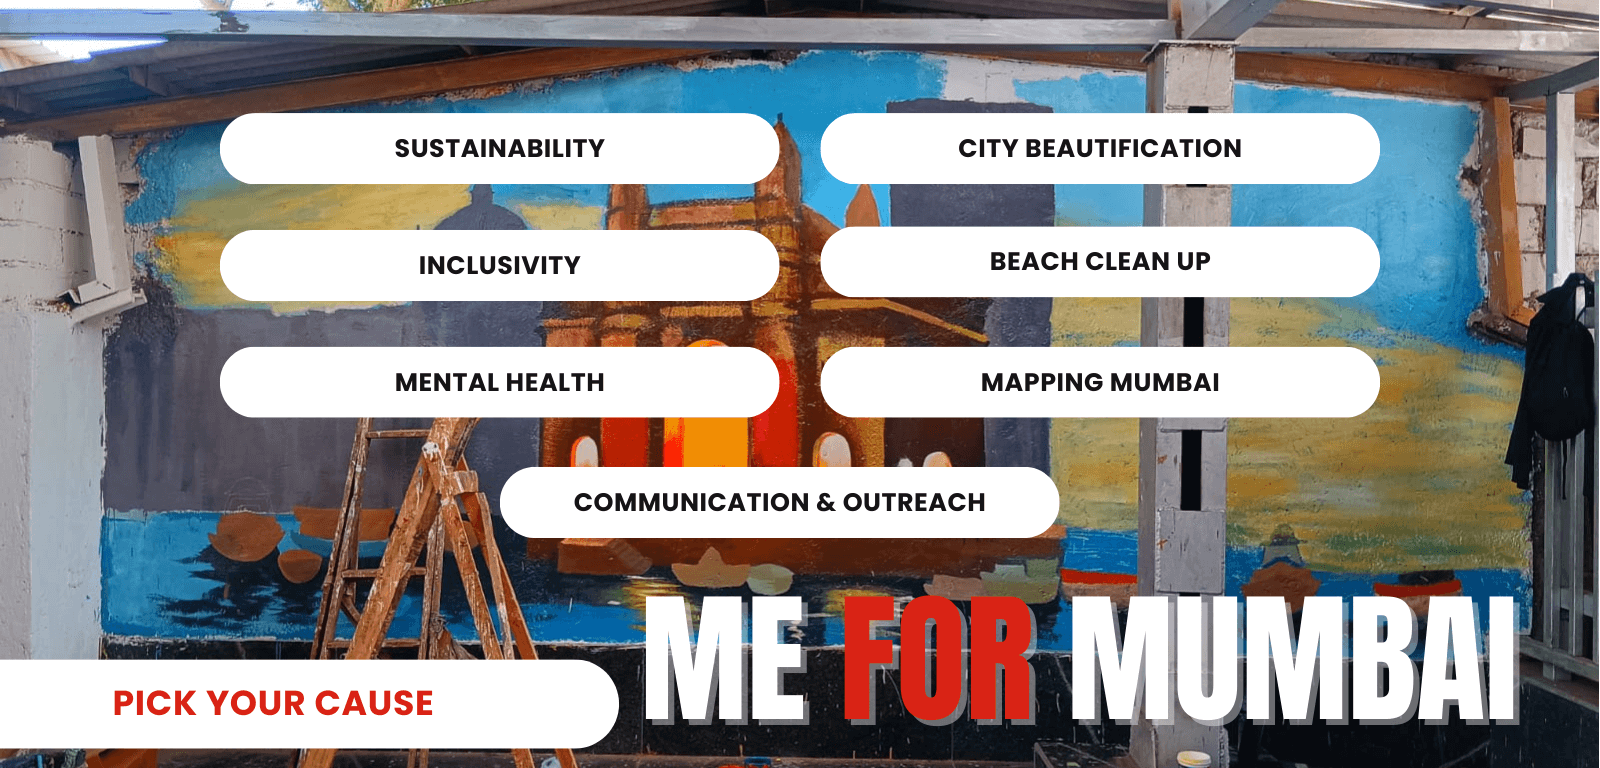 SUSTAINABILITY
CITY BEAUTIFICATION
INCLUSIVITY
BEACH CLEAN UP
MENTAL HEALTH
MAPPING MUMBAI
COMMUNICATION & OUTREACH
ME FOR MUMBAI
PICK YOUR CAUSE